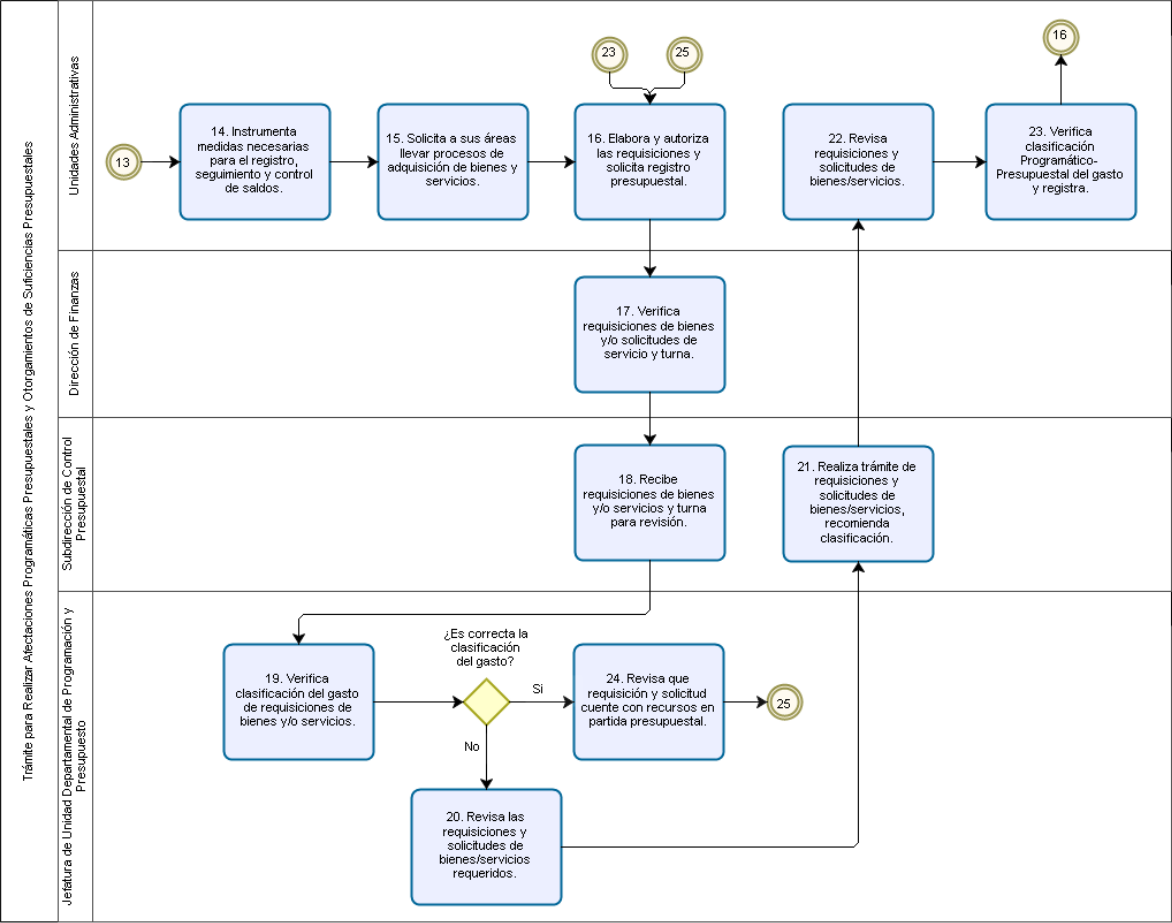 Trámite para Realizar Afectaciones Programáticas Presupuestales y Otorgamientos de Suficiencias Presupuestales
Unidades Administrativas
13
14. Instrumenta
medidas necesarias
para el registro,
seguimiento y control
de saldos.
15. Solicita a sus áreas
llevar procesos de
adquisición de bienes y
servicios.
23
25
16. Elabora y autoriza
las requisiciones y
solicita registro
presupuestal.
22. Revisa
requisiciones y
solicitudes de
bienes/servicios.
16
23. Verifica
clasificación
Programático-
Presupuestal del gasto
y registra.
Dirección de Finanzas
17. Verifica
requisiciones de bienes
y/o solicitudes de
servicio y turna.
Subdirección de Control
Presupuestal
18. Recibe
requisiciones de bienes
y/o servicios y turna
para revisión.
21. Realiza trámite de
requisiciones y
solicitudes de
bienes/servicios,
recomienda
clasificación.
Jefatura de Unidad Departamental de Programación y
Presupuesto
19. Verifica
clasificación del gasto
de requisiciones de
bienes y/o servicios.
¿Es correcta la
clasificación
del gasto?
Si
No
24. Revisa que
requisición y solicitud
cuente con recursos en
partida presupuestal.
25
20. Revisa las
requisiciones y
solicitudes de
bienes/servicios
requeridos.